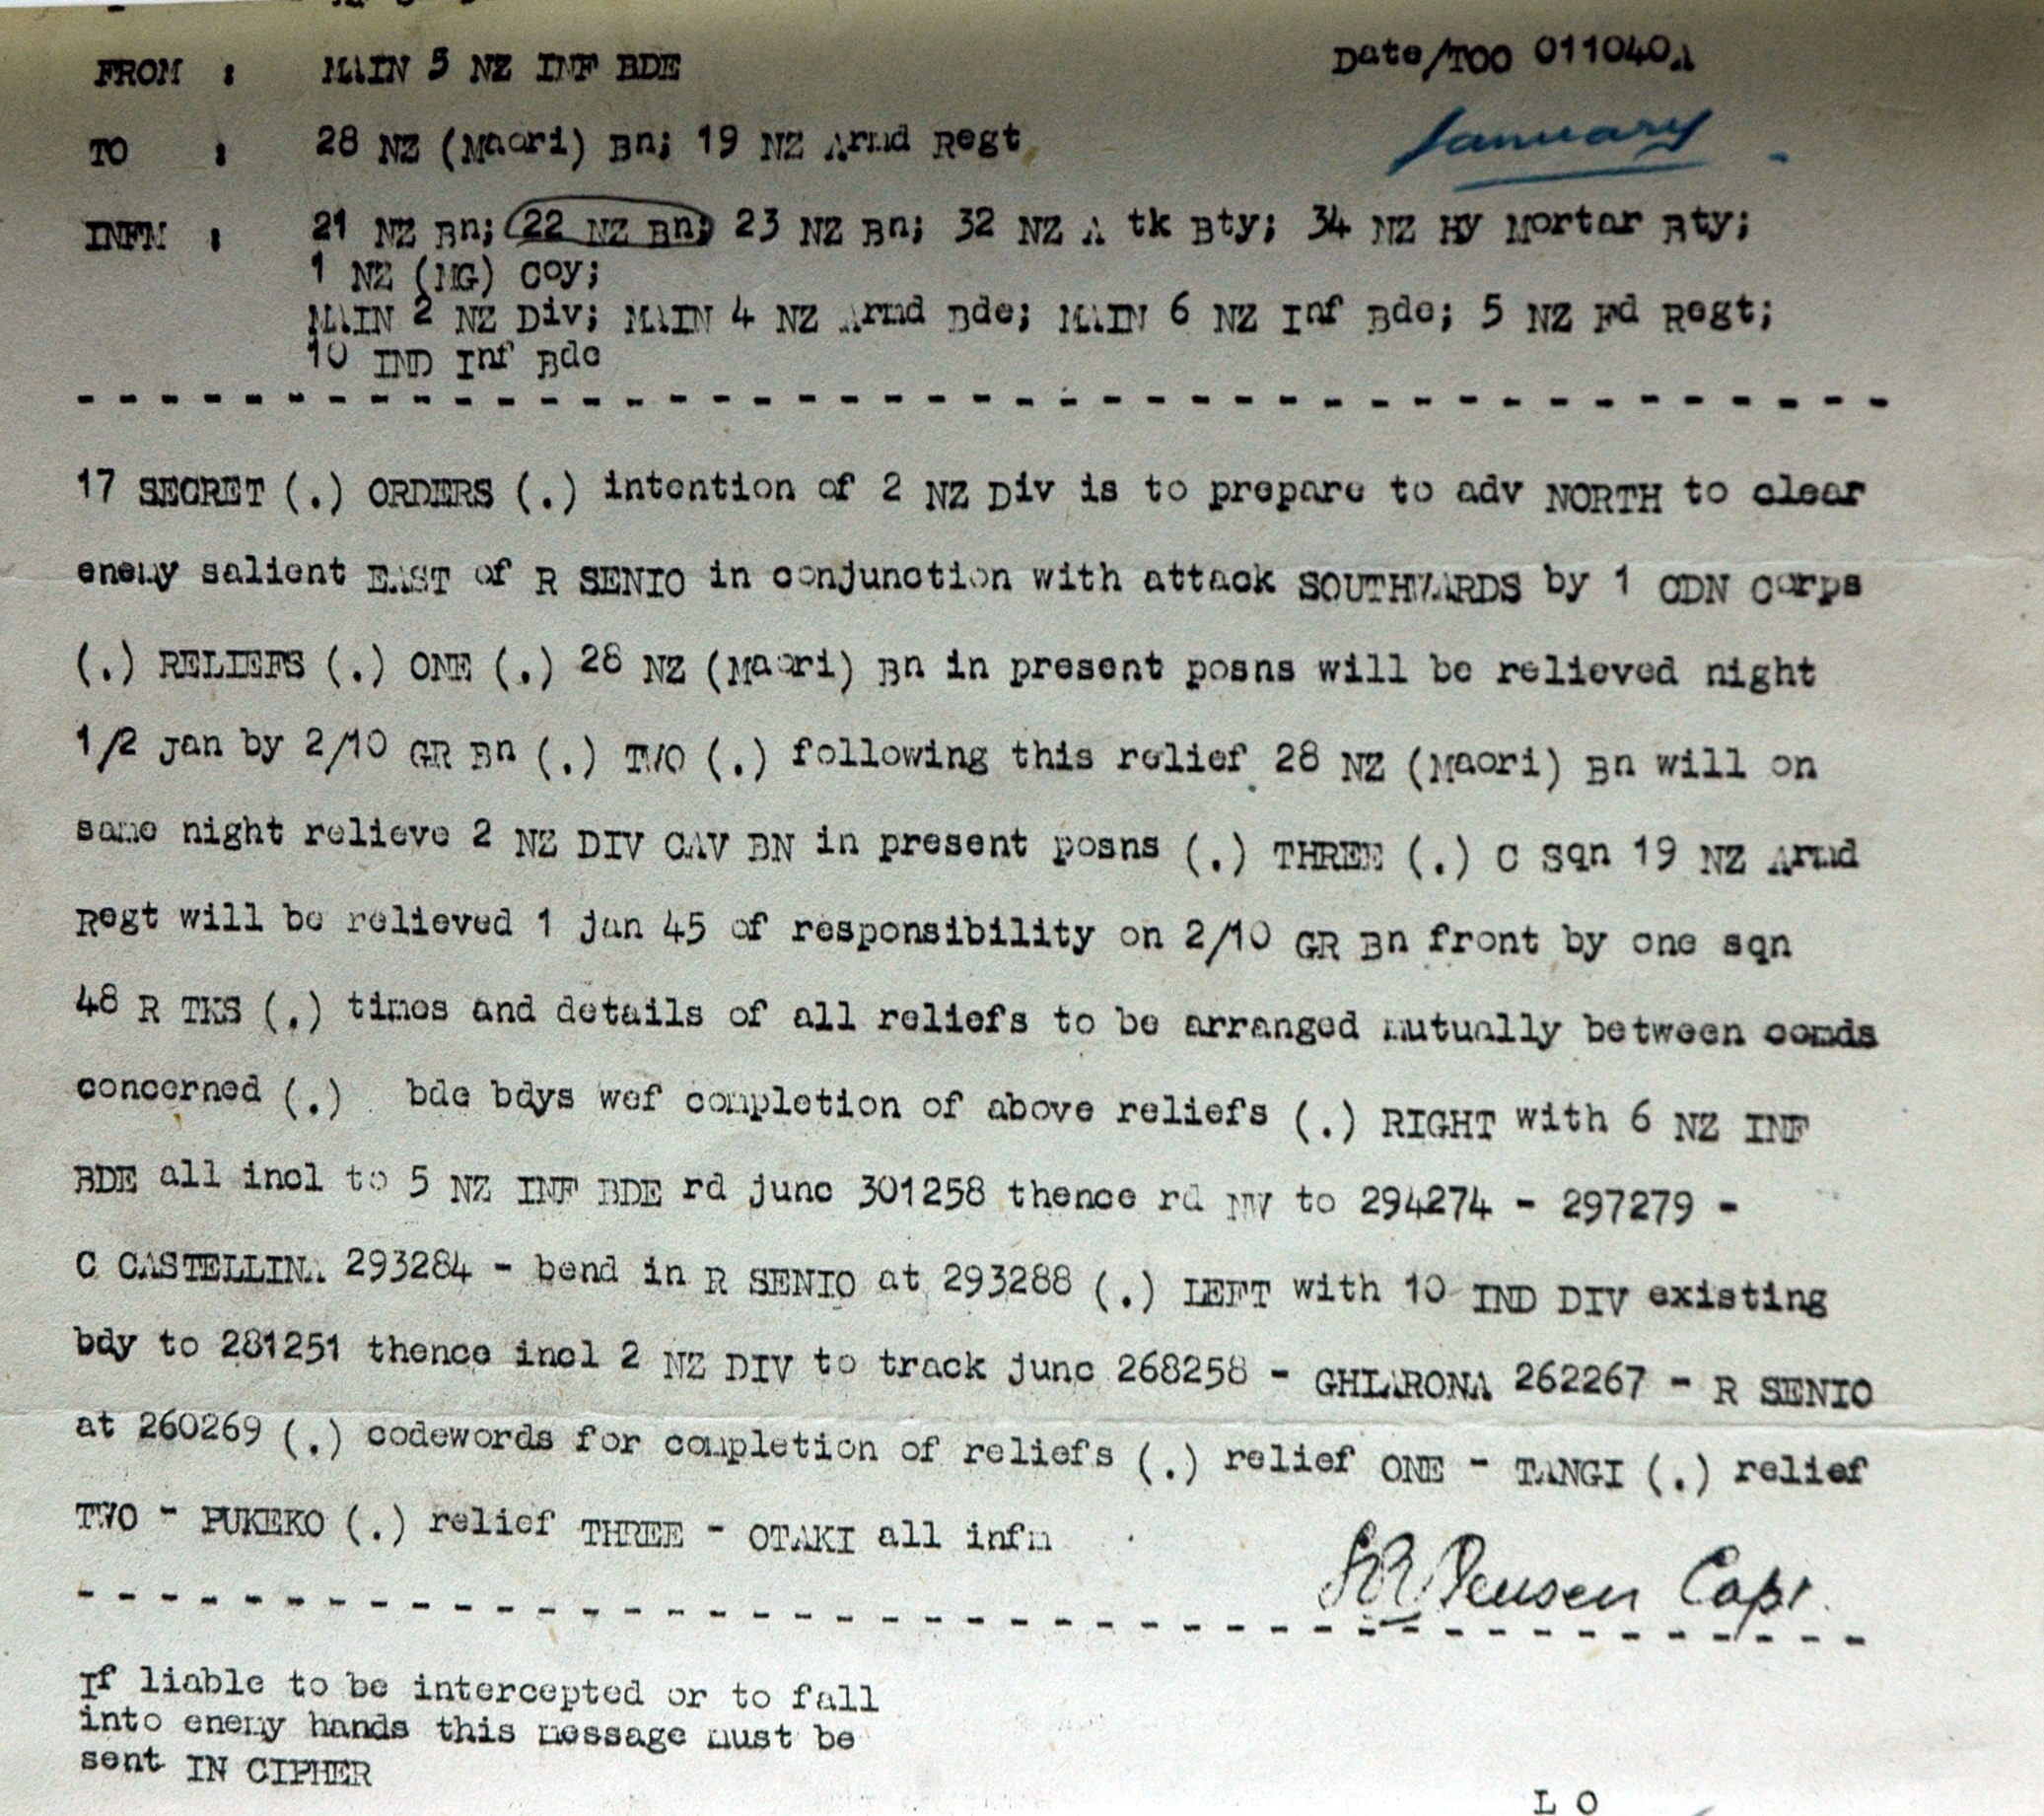 FROM : MAIN 5 NZ INF BDE Date/TOO 011040A
January
TO : 28 NZ (Maori) Bn; 19 NZ Armd Regt
INFM : 21 NZ Bn; 22 NZ Bn; 23 NZ Bn; 32 NZ A tk Bty; 34 NZ Hy Mortar Bty;
1 NZ (MG) Coy;
MAIN 2 NZ Div; MAIN 4 NZ Armd Bde; MAIN 6 NZ Inf Bde; 5 NZ Fd Regt;
10 IND Inf Bde
17 SECRET (.) ORDERS (.) intention of 2 NZ Div is to prepare to adv NORTH to clear
enemy salient EAST of R SENIO in conjunction with attack SOUTHWARDS by 1 CDN Corps
(.) RELIEFS (.) ONE (.) 28 NZ (Maori) Bn in present posns will be relieved night
1/2 Jan by 2/10 GR Bn (.) TWO (.) following this relief 28 NZ (Maori) Bn will on
same night relieve 2 NZ DIV CAV BN in present posns (.) THREE (.) C Sqn 19 NZ Armd
Regt will be relieved 1 jan 45 of responsibility on 2/10 GR Bn front by one sqn
48 R TKS (.) times and details of all reliefs to be arranged mutually between comds
concerned (.) bde bdys wef completion of above reliefs (.) RIGHT with 6 NZ INF
BDE all incl to 5 NZ INF BDE rd junc 301258 thence rd NW to 294274 - 297279 -
C CASTELLINA 293284 - bend in R SENIO at 293288 (.) LEFT with 10 IND DIV existing
bdy to 281251 thence incl 2 NZ DIV to track junc 268258 - GHIARONA 262267 - R SENIO
at 260269 (.) codewords for completion of reliefs (.) relief ONE - TANGI (.) relief
TWO - PUKEKO (.) relief THREE - OTAKI all infm
Capt.
If liable to be intercepted or to fall
into enemy hands this message must be
sent IN CIPHER
L O